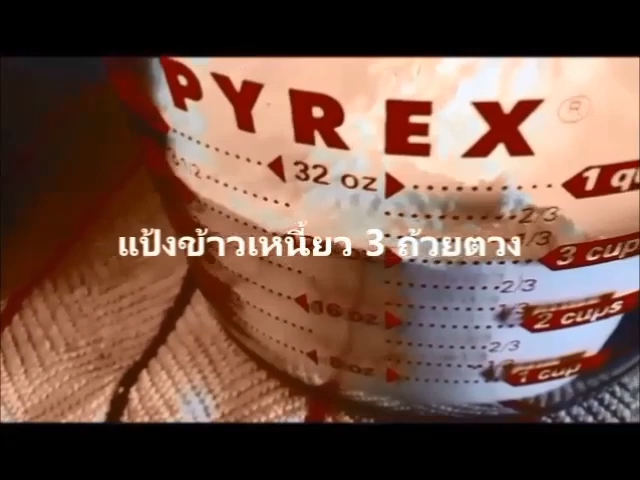 PYREX ®
32 oz 1 q
2/3
1/3
แป้งข้าวเหนียว 3 ถ้วยตวง
3 cup
2/3
16 oz 2 cups
2/3
8 oz 1 cup